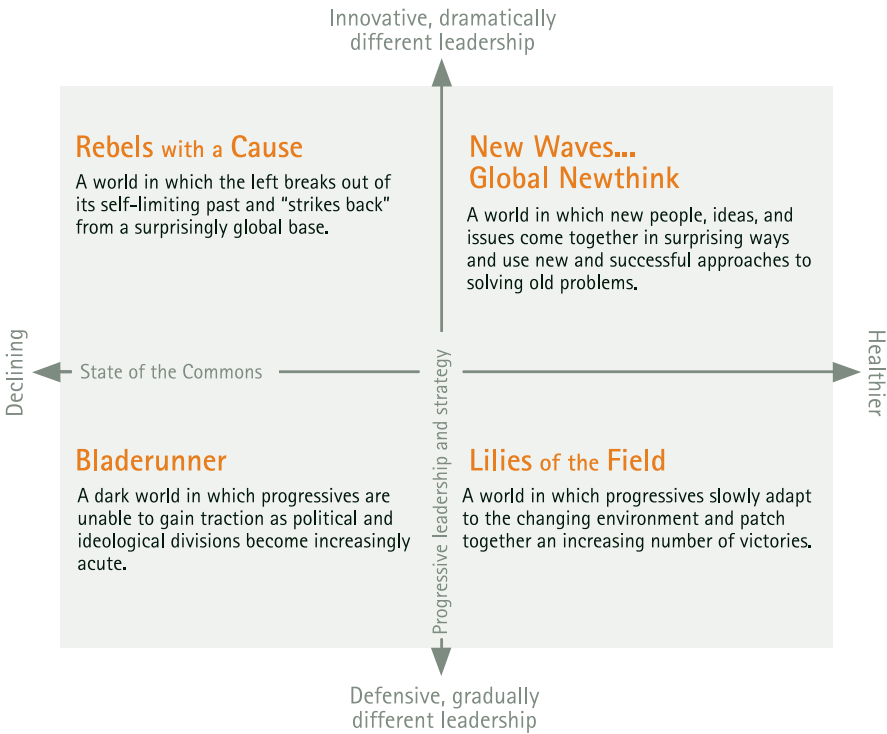 Innovative, dramatically
different leadership
Rebels with a Cause
A world in which the left breaks out of
its self-limiting past and “strikes back”
from a surprisingly global base.
New Waves...
Global Newthink
A world in which new people, ideas, and
issues come together in surprising ways
and use new and successful approaches to
solving old problems.
Declining
State of the Commons
Progressive leadership and strategy
Healthier
Bladerunner
A dark world in which progressives are
unable to gain traction as political and
ideological divisions become increasingly
acute.
Lilies of the Field
A world in which progressives slowly adapt
to the changing environment and patch
together an increasing number of victories.
Defensive, gradually
different leadership